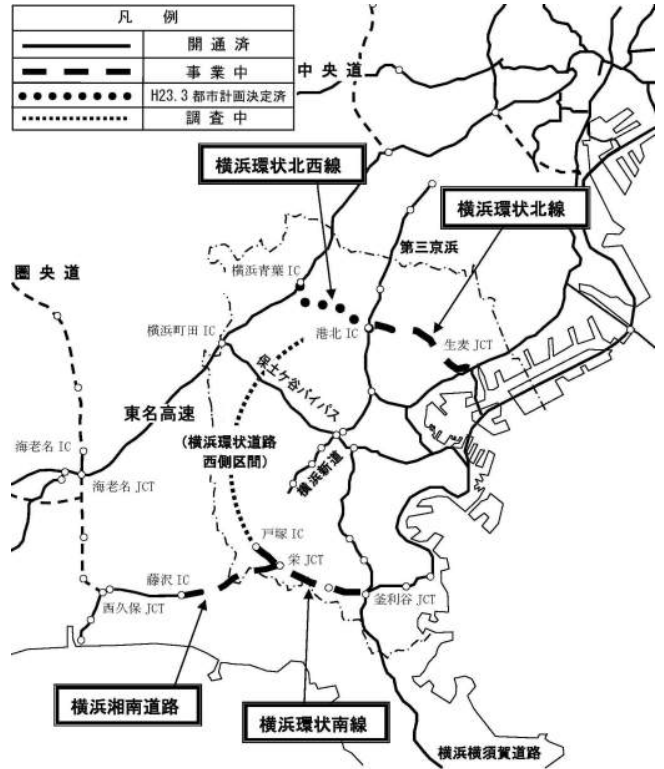 凡 例
開通済
事業中
H23.3 都市計画決定済
調査中
中央道
横浜環状北西線
横浜環状北線
第三京浜
圏央道
横浜青葉 IC
横浜町田 IC
港北 IC
生麦 JCT
保土ケ谷バイパス
東名高速
(横浜環状道路
西側区間)
横浜新道
海老名 IC
海老名 JCT
戸塚 IC
栄 JCT
藤沢 IC
西久保 JCT
釜利谷 JCT
横浜湘南道路
横浜環状南線
横浜横須賀道路